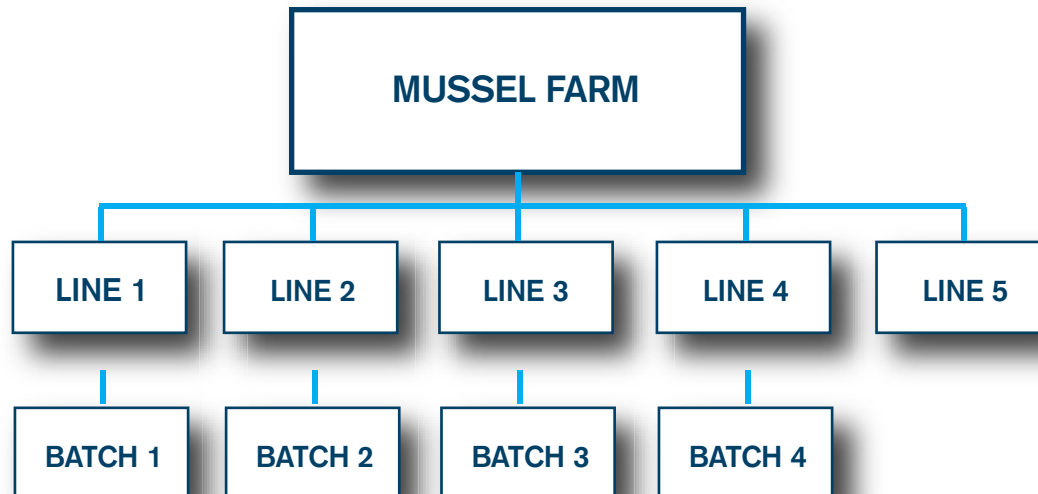 MUSSEL FARM
LINE 1
LINE 2
LINE 3
LINE 4
LINE 5
BATCH 1
BATCH 2
BATCH 3
BATCH 4